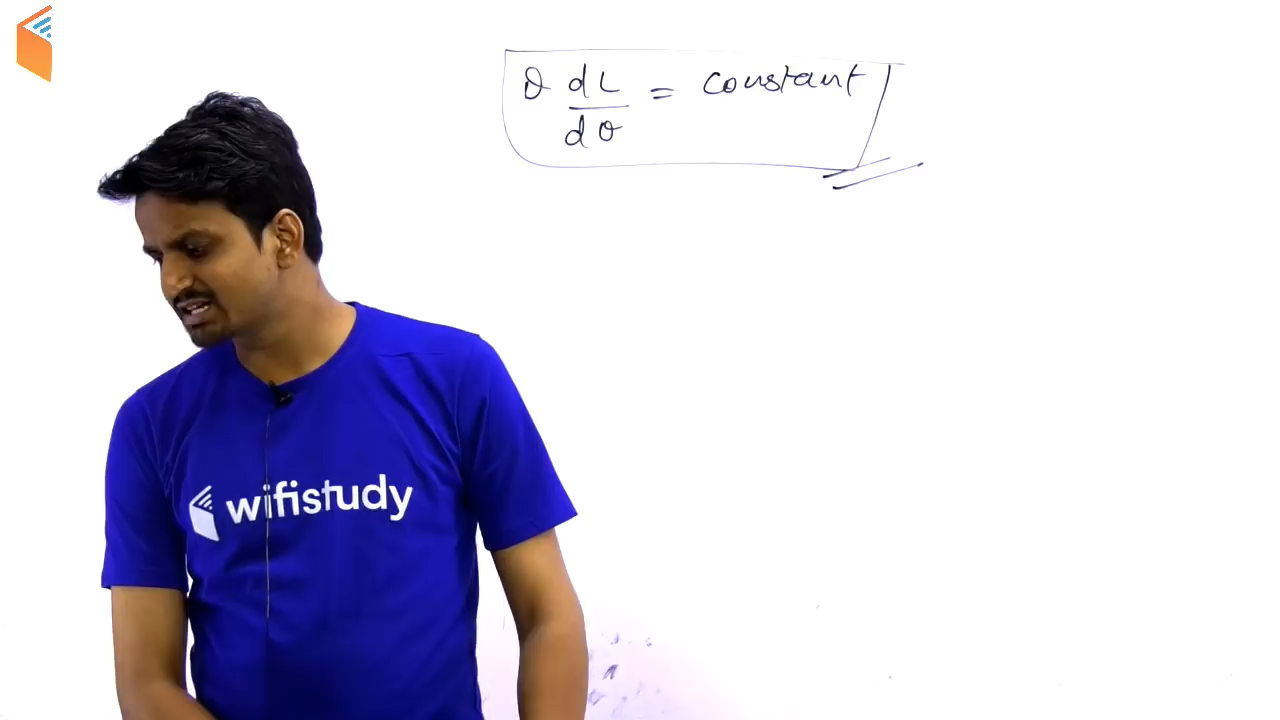 θ dL/dθ = constant
wifistudy